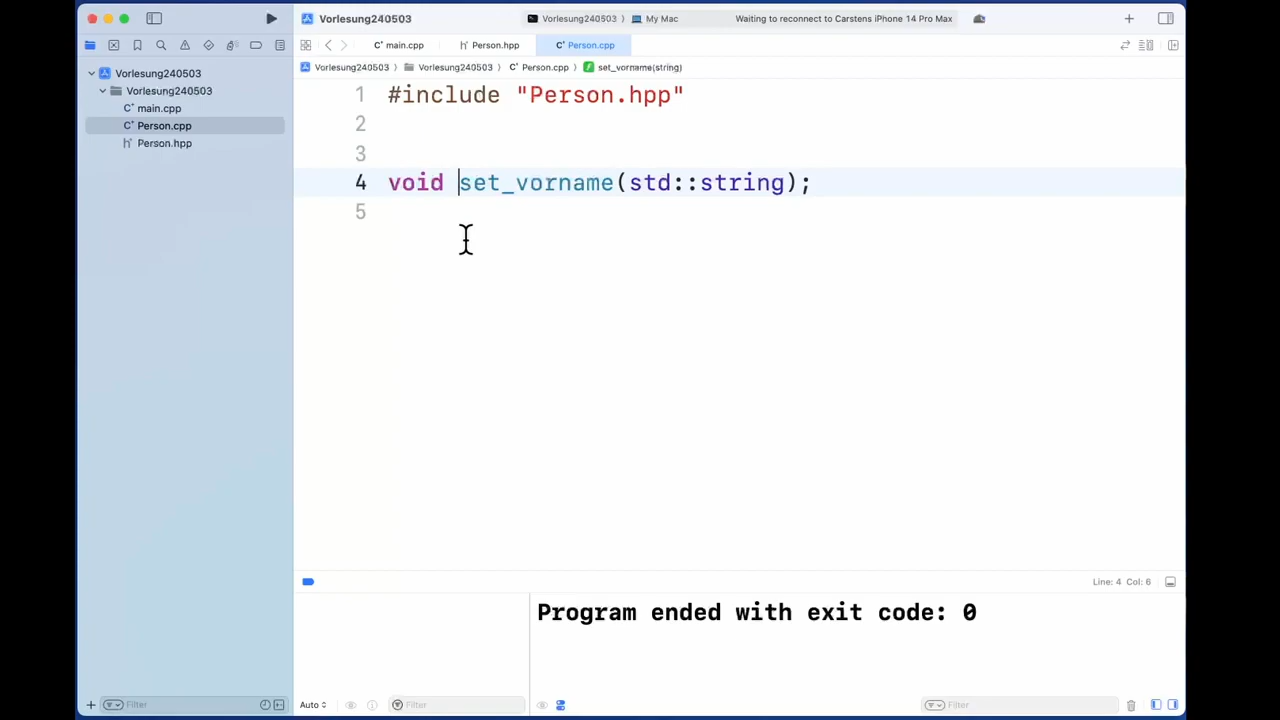 Vorlesung240503
Vorlesung240503 〉 My Mac
Waiting to reconnect to Carstens iPhone 14 Pro Max
main.cpp
Person.hpp
Person.cpp
Vorlesung240503 〉 Vorlesung240503 〉 Person.cpp 〉 set_vorname(string)
Vorlesung240503
Vorlesung240503
main.cpp
Person.cpp
Person.hpp
1 #include "Person.hpp"
2
3
4 void set_vorname(std::string);
5
Line: 4 Col: 6
Program ended with exit code: 0
Filter
Auto
Filter
Filter